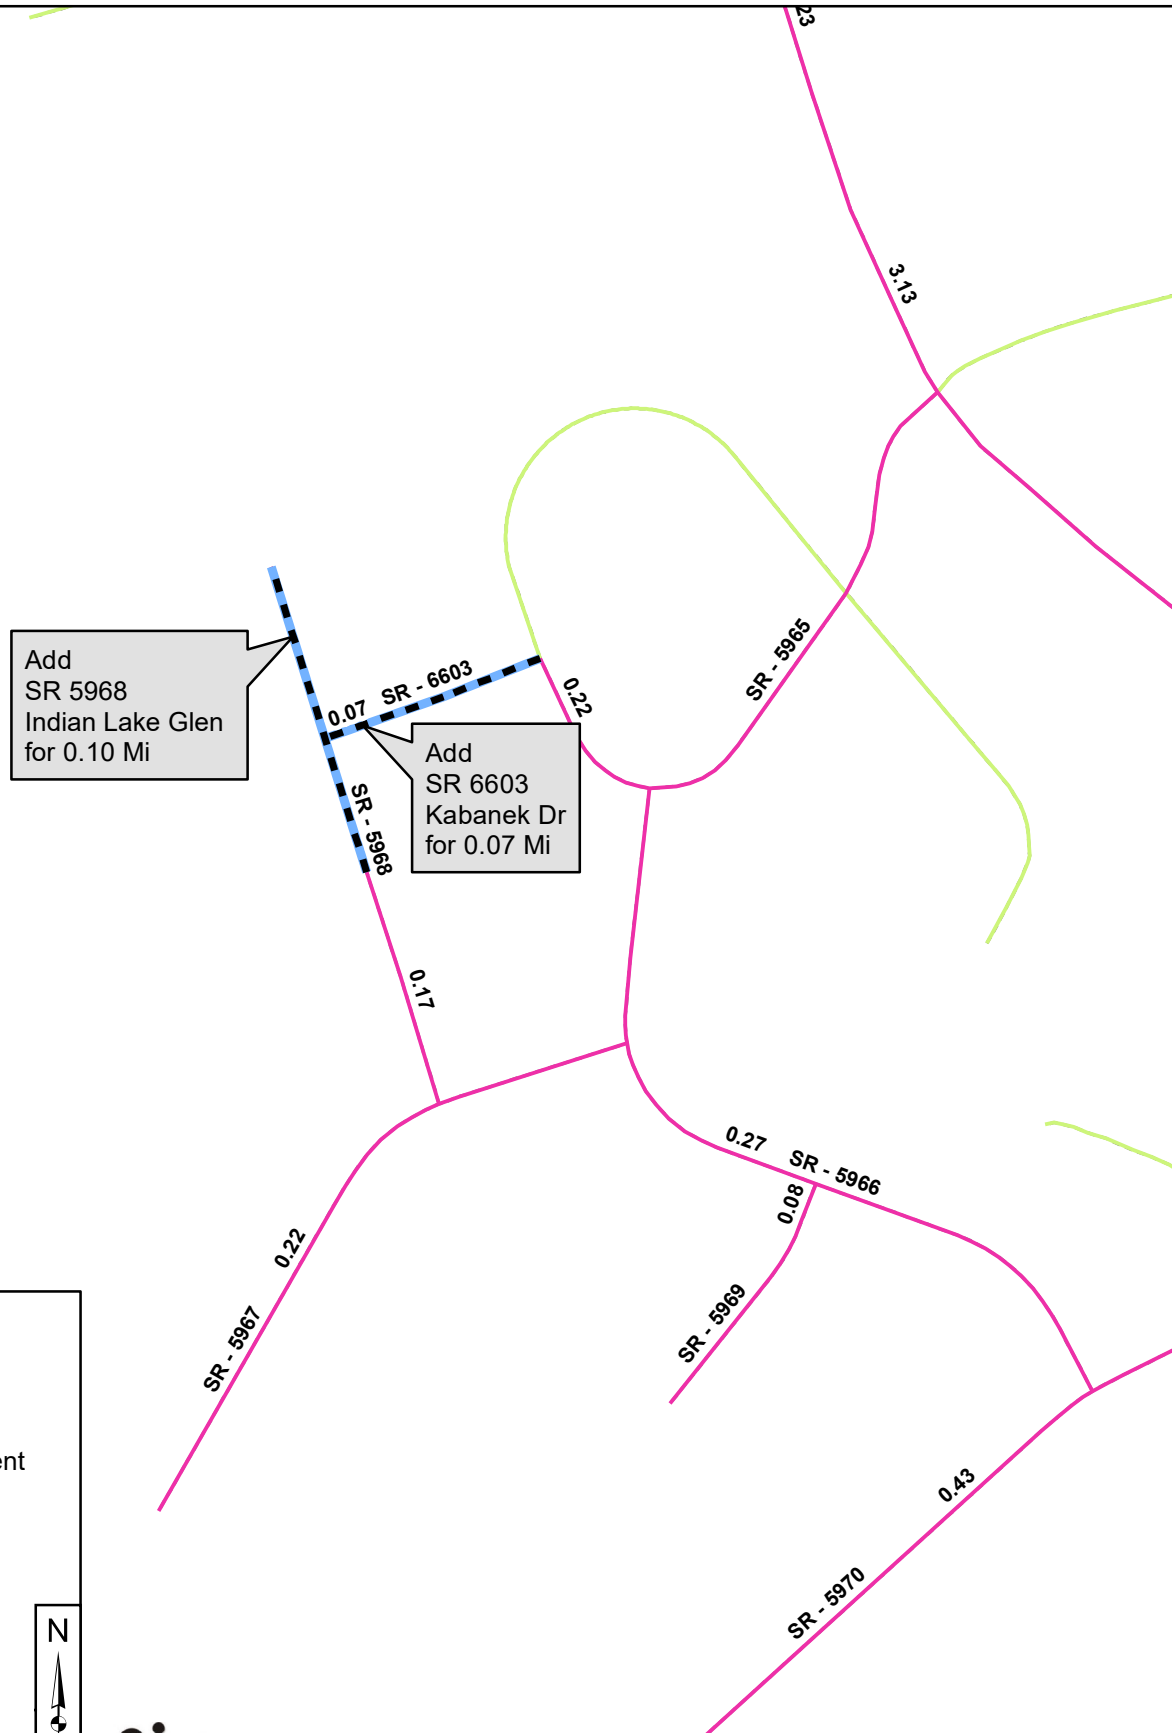 3.13
SR - 5965
Add
SR 5968
Indian Lake Glen
for 0.10 Mi
0.07
SR - 6603
0.22
Add
SR 6603
Kabanek Dr
for 0.07 Mi
SR - 5968
0.17
0.27
SR - 5966
0.08
0.22
SR - 5967
SR - 5969
0.43
SR - 5970
N